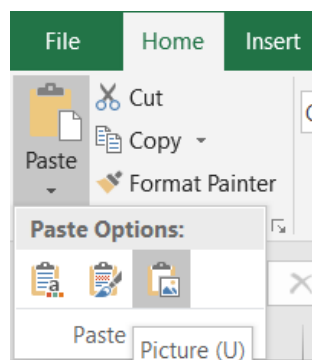 File Home Insert
Cut
Copy
Paste
Format Painter
Paste Options:
Paste
Picture (U)